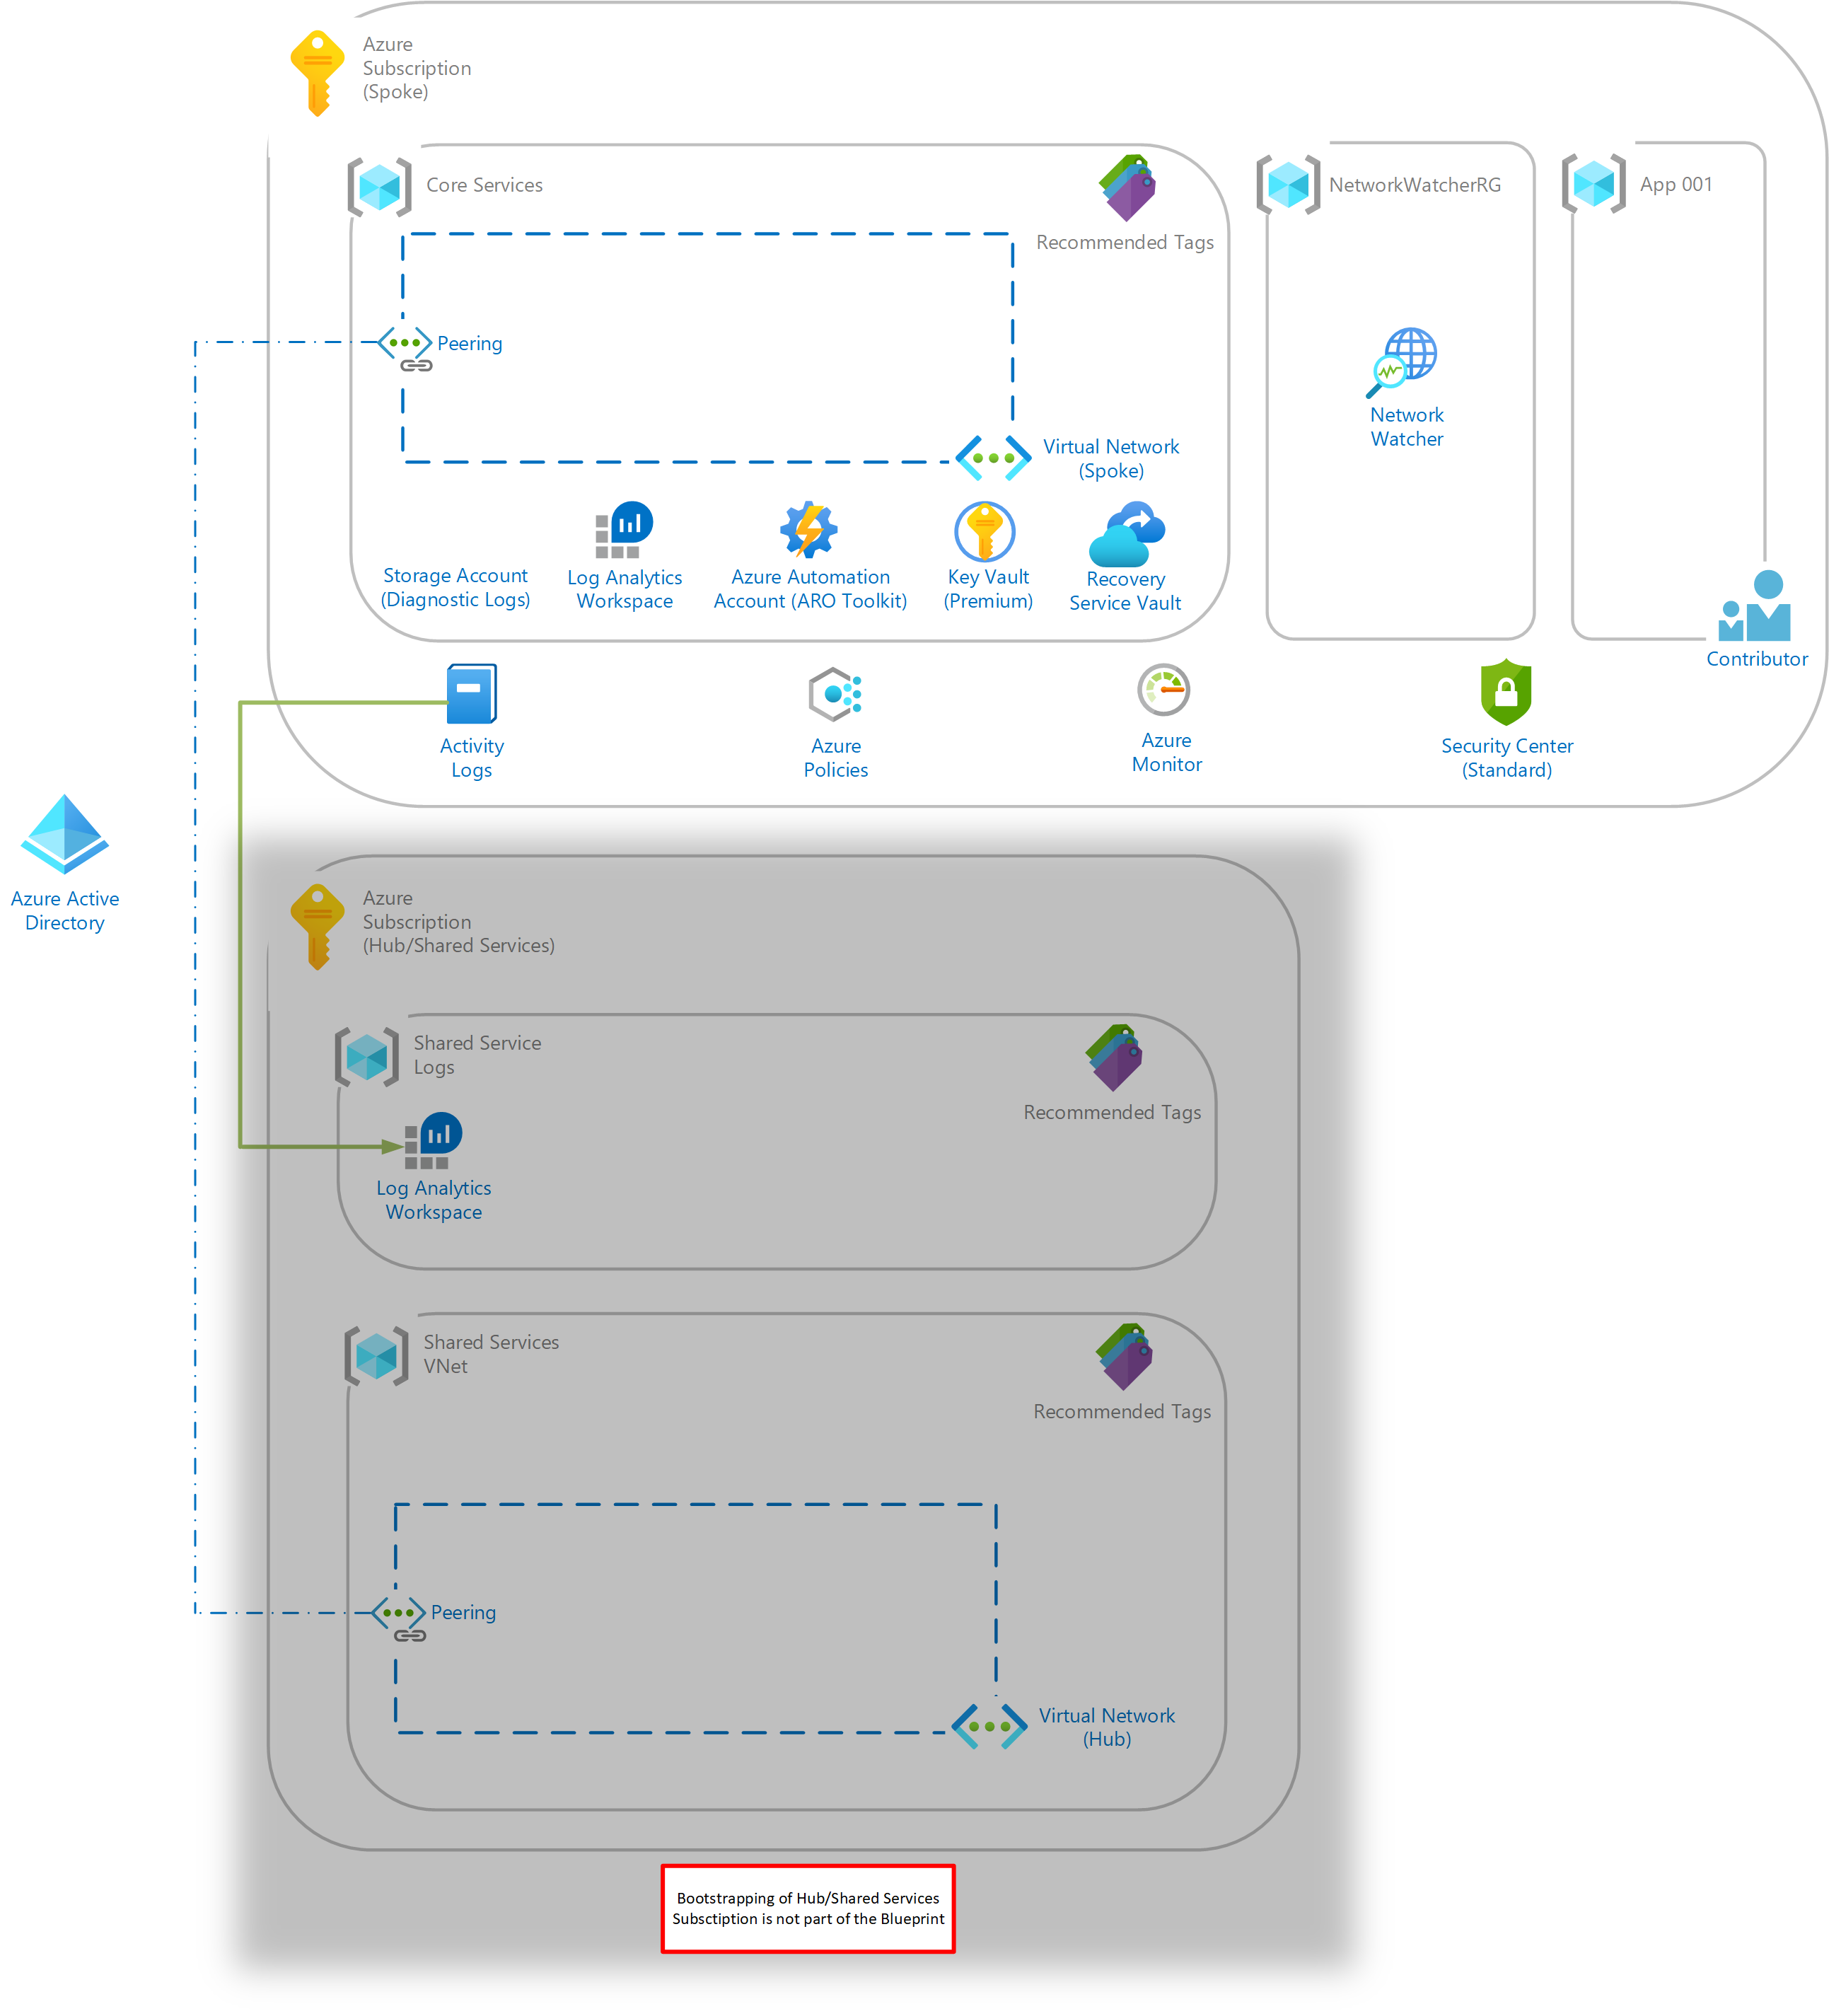 Azure
Subscription
(Spoke)
Core Services
Recommended Tags
NetworkWatcherRG
App 001
Peering
Network
Watcher
Virtual Network
(Spoke)
Storage Account
(Diagnostic Logs)
Log Analytics
Workspace
Azure Automation
Account (ARO Toolkit)
Key Vault
(Premium)
Recovery
Service Vault
Contributor
Activity
Logs
Azure
Policies
Azure
Monitor
Security Center
(Standard)
Azure Active
Directory
Azure
Subscription
(Hub/Shared Services)
Shared Service
Logs
Recommended Tags
Log Analytics
Workspace
Shared Services
VNet
Recommended Tags
Peering
Virtual Network
(Hub)
Bootstrapping of Hub/Shared Services
Subsctiption is not part of the Blueprint